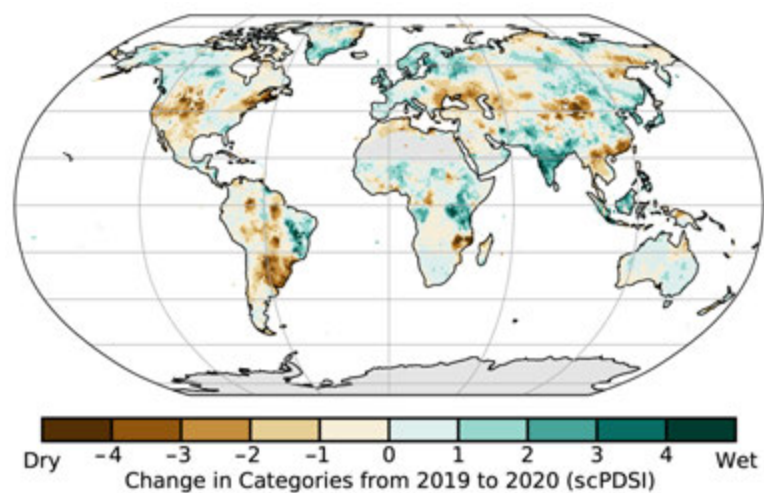 Dry −4 −3 −2 −1 0 1 2 3 4 Wet
Change in Categories from 2019 to 2020 (scPDSI)